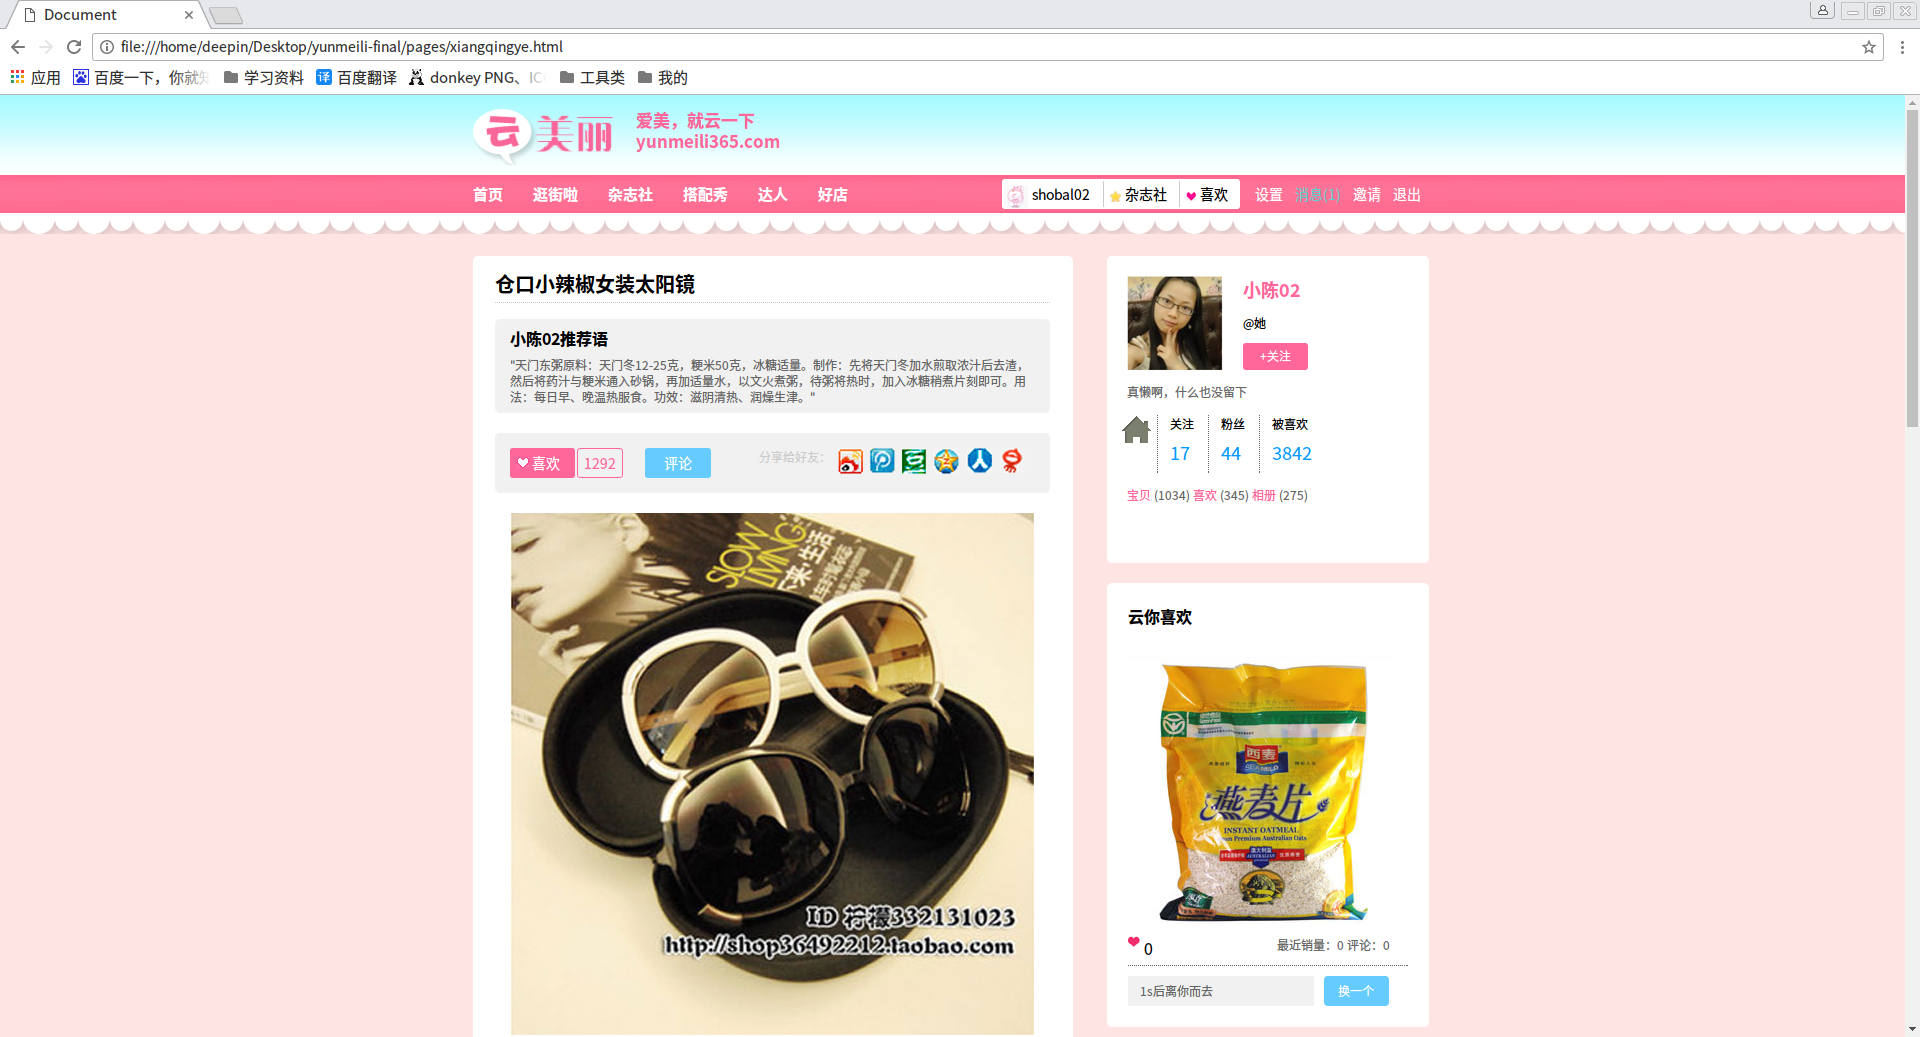 Document
file:///home/deepin/Desktop/yunmeili-final/pages/xiangqingye.html
应用 百度一下，你就知 学习资料 百度翻译 donkey PNG、IC 工具类 我的
云美丽
爱美，就云一下
yunmeili365.com
首页 逛街啦 杂志社 搭配秀 达人 好店 shobal02 杂志社 喜欢 设置 消息(1) 邀请 退出
仓口小辣椒女装太阳镜
小陈02推荐语
"天门东粥原料：天门冬12-25克，粳米50克，冰糖适量。制作：先将天门冬加水煎取浓汁后去渣，
然后将药汁与粳米通入砂锅，再加适量水，以文火煮粥，待粥将热时，加入冰糖稍煮片刻即可。用
法：每日早、晚温热服食。功效：滋阴清热、润燥生津。"
喜欢 1292 评论 分享给好友：
SLOW
LIVING
ID 柠檬332131023
http://shop36492212.taobao.com
小陈02
@她
+关注
真懒啊，什么也没留下
关注 粉丝 被喜欢
17 44 3842
宝贝 (1034) 喜欢 (345) 相册 (275)
云你喜欢
西麦
SEAMILD
燕麦片
INSTANT OATMEAL
Premium Australian Oats
澳大利亚
AUSTRALIAN
0 最近销量：0 评论：0
1s后离你而去 换一个